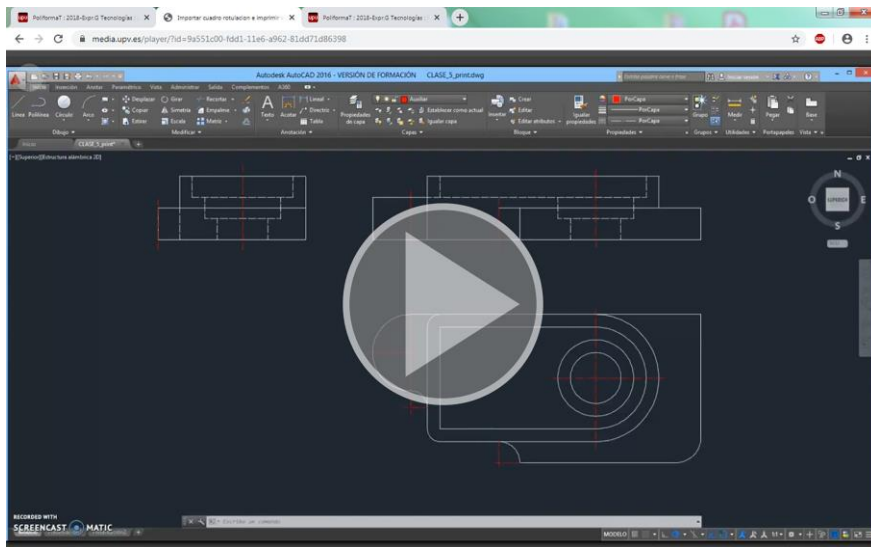 PoliformaT : 2018-Expr:G Tecnologías
Importar cuadro rotulacion e imprimir
PoliformaT : 2018-Expr:G Tecnologías
media.upv.es/player/?id=9a551c00-fdd1-11e6-a962-81dd71d86398
Autodesk AutoCAD 2016 - VERSIÓN DE FORMACIÓN CLASE_5_print.dwg
Inicio Inserción Anotar Paramétrico Vista Administrar Salida Complementos A360
Línea Polilínea Círculo Arco
Desplazar Girar Recortar
Copiar Simetría Empalme
Estirar Escala Matriz
Texto Acotar
Lineal
Directriz
Tabla
Propiedades de capa
Auxiliar
Establecer como actual
Igualar capa
Insertar
Crear
Editar
Editar atributos
Igualar propiedades
PorCapa
PorCapa
PorCapa
Grupo Medir Pegar Base
Dibujo Modificar Anotación Capas Bloque Propiedades Grupos Utilidades Portapapeles Vista
Inicio CLASE_5_print*
[-][Superior][Estructura alámbrica 2D]
N
O SUPERIOR E
S
RECORDED WITH
SCREENCAST MATIC
Escriba un comando
MODELO
1:1